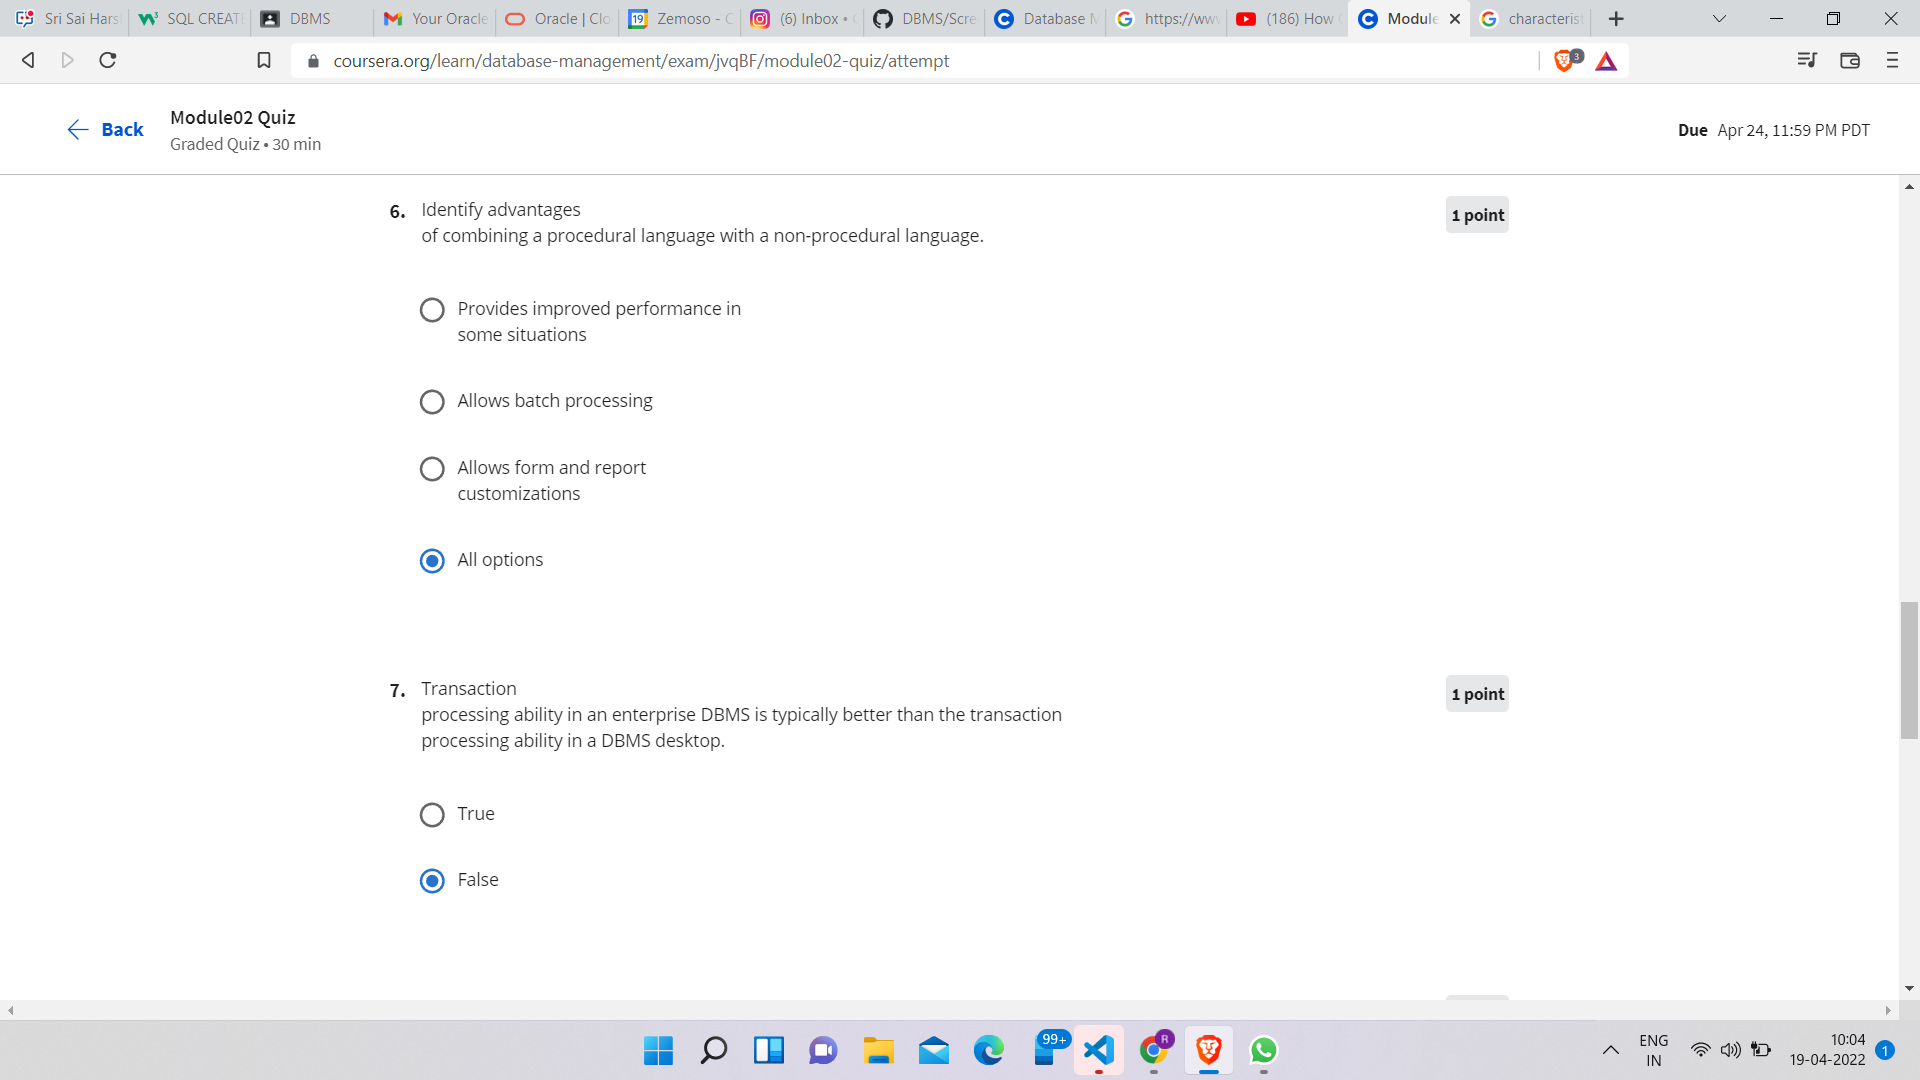 Sri Sai Hars
SQL CREAT
DBMS
Your Oracle
Oracle | Clo
19
Zemoso - C
(6) Inbox •
DBMS/Scre
Database M
https://www
(186) How
Module
characterist
coursera.org/learn/database-management/exam/jvqBF/module02-quiz/attempt
3
Back
Module02 Quiz
Graded Quiz • 30 min
Due Apr 24, 11:59 PM PDT
6. Identify advantages
of combining a procedural language with a non-procedural language.
1 point
Provides improved performance in
some situations
Allows batch processing
Allows form and report
customizations
All options
7. Transaction
processing ability in an enterprise DBMS is typically better than the transaction
processing ability in a DBMS desktop.
1 point
True
False
99+
R
ENG
IN
10:04
19-04-2022
1